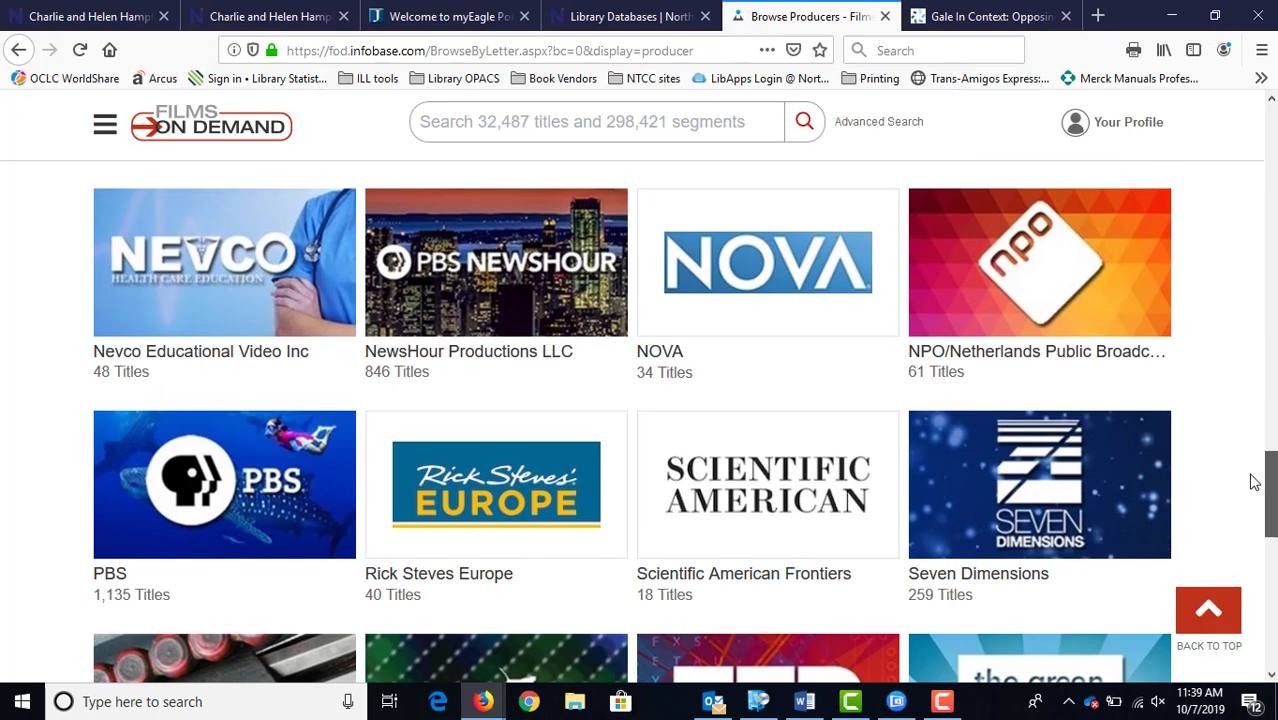 Charlie and Helen Hamp
Charlie and Helen Hamp
Welcome to myEagle Po
Library Databases | North
Browse Producers - Films
Gale In Context: Opposin
https://fod.infobase.com/BrowseByLetter.aspx?bc=0&display=producer
Search
OCLC WorldShare
Arcus
Sign in • Library Statist...
ILL tools
Library OPACS
Book Vendors
NTCC sites
LibApps Login @ Nort...
Printing
Trans-Amigos Express:...
Merck Manuals Profes...
FILMS
ON DEMAND
Search 32,487 titles and 298,421 segments
Advanced Search
Your Profile
NEVCO
HEALTH CARE EDUCATION
PBS NEWSHOUR
NOVA
npo
Nevco Educational Video Inc
48 Titles
NewsHour Productions LLC
846 Titles
NOVA
34 Titles
NPO/Netherlands Public Broadc...
61 Titles
PBS
Rick Steves'
EUROPE
SCIENTIFIC
AMERICAN
SEVEN
DIMENSIONS
PBS
1,135 Titles
Rick Steves Europe
40 Titles
Scientific American Frontiers
18 Titles
Seven Dimensions
259 Titles
BACK TO TOP
the green
Type here to search
11:39 AM
10/7/2019
12